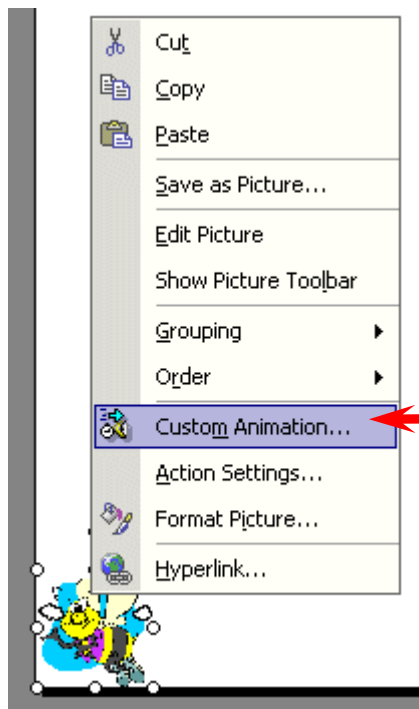 Cut
Copy
Paste
Save as Picture...
Edit Picture
Show Picture Toolbar
Grouping
Order
Custom Animation...
Action Settings...
Format Picture...
Hyperlink...